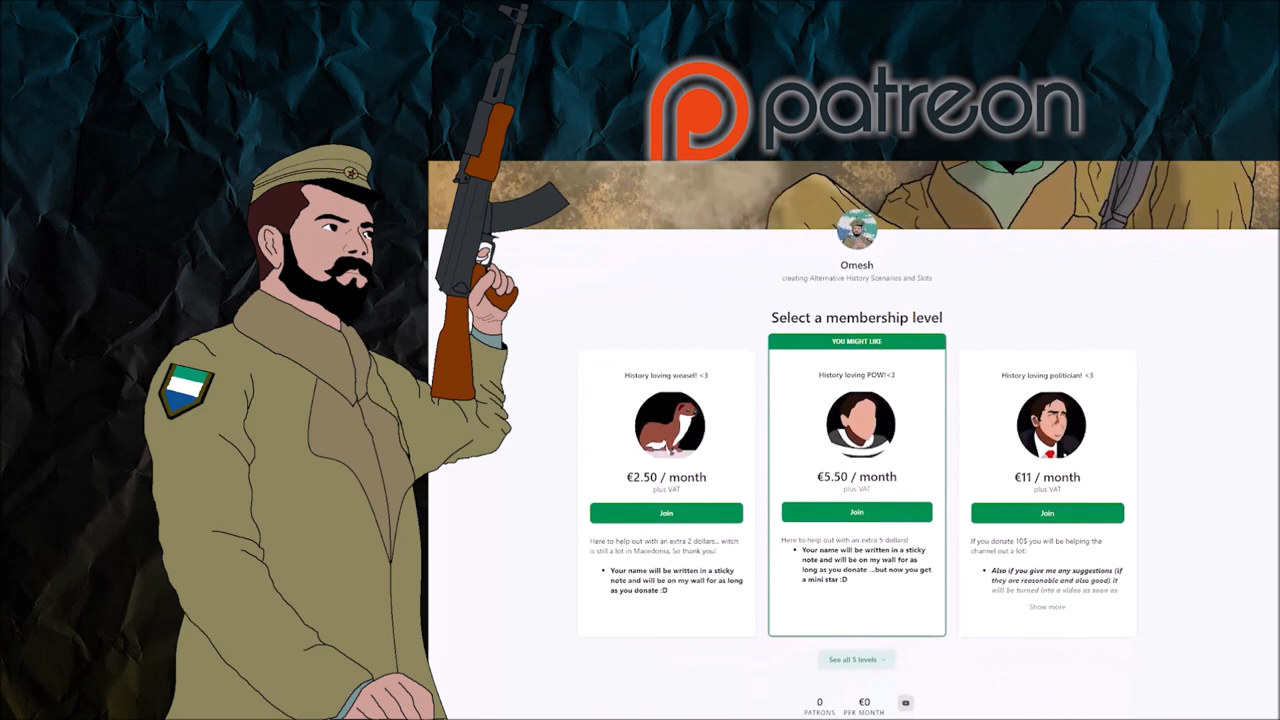 patreon
Omesh
creating Alternative History Scenarios and Skits
Select a membership level
YOU MIGHT LIKE
History loving weasel! <3
€2.50 / month
plus VAT
Join
Here to help out with an extra 2 dollars... witch
is still a lot in Macedonia, So thank you!
• Your name will be written in a sticky
note and will be on my wall for as long
as you donate :D
History loving POW!<3
€5.50 / month
plus VAT
Join
Here to help out with an extra 5 dollars!
• Your name will be written in a sticky
note and will be on my wall for as
long as you donate ...but now you get
a mini star :D
History loving politician! <3
€11 / month
plus VAT
Join
If you donate 10$ you will be helping the
channel out a lot!
• Also if you give me any suggestions (if
they are reasonable and also good) it
will be turned into a video as soon as
Show more
See all 5 levels
0
PATRONS
€0
PER MONTH